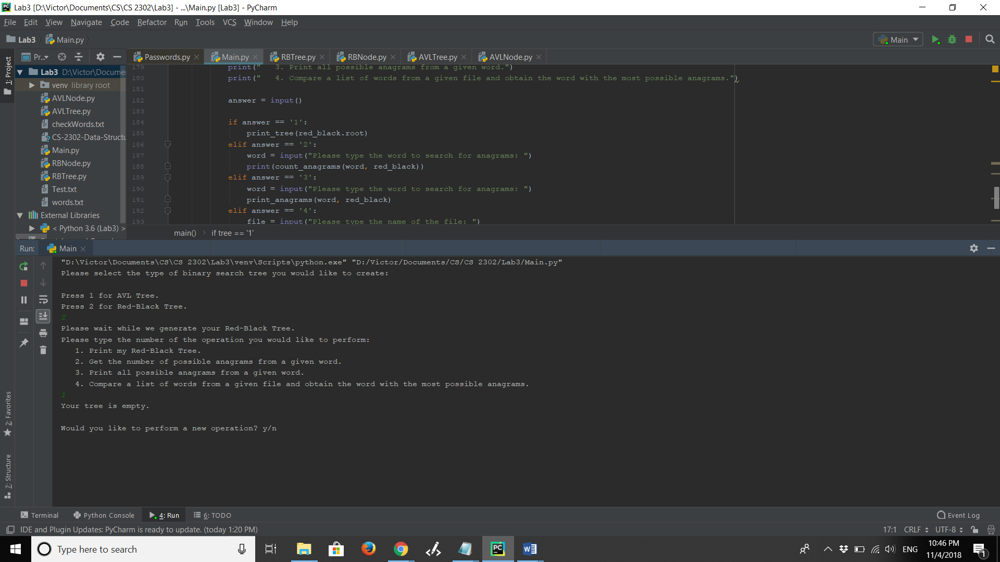 Lab3 [D:\Victor\Documents\CS\CS 2302\Lab3] - ...\Main.py [Lab3] - PyCharm
File Edit View Navigate Code Refactor Run Tools VCS Window Help
Lab3 Main.py Main
1: Project
Pr... Passwords.py Main.py RBTree.py RBNode.py AVLTree.py AVLNode.py
Lab3 D:\Victor\Docume
venv library root
AVLNode.py
AVLTree.py
checkWords.txt
CS-2302-Data-Structu
Main.py
RBNode.py
RBTree.py
Test.txt
words.txt
External Libraries
< Python 3.6 (Lab3) >
179 print("   3. Print all possible anagrams from a given word.")
180 print("   4. Compare a list of words from a given file and obtain the word with the most possible anagrams.")
181
182 answer = input()
183
184 if answer == '1':
185 print_tree(red_black.root)
186 elif answer == '2':
187 word = input("Please type the word to search for anagrams: ")
188 print(count_anagrams(word, red_black))
189 elif answer == '3':
190 word = input("Please type the word to search for anagrams: ")
191 print_anagrams(word, red_black)
192 elif answer == '4':
193 file = input("Please type the name of the file: ")
main() if tree == '1'
Run: Main
"D:\Victor\Documents\CS\CS 2302\Lab3\venv\Scripts\python.exe" "D:/Victor/Documents/CS/CS 2302/Lab3/Main.py"
Please select the type of binary search tree you would like to create:
Press 1 for AVL Tree.
Press 2 for Red-Black Tree.
2
Please wait while we generate your Red-Black Tree.
Please type the number of the operation you would like to perform:
1. Print my Red-Black Tree.
2. Get the number of possible anagrams from a given word.
3. Print all possible anagrams from a given word.
4. Compare a list of words from a given file and obtain the word with the most possible anagrams.
1
Your tree is empty.
Would you like to perform a new operation? y/n
2: Favorites
7: Structure
Terminal Python Console 4: Run 6: TODO Event Log
IDE and Plugin Updates: PyCharm is ready to update. (today 1:20 PM) 17:1 CRLF UTF-8
Type here to search
PC
ENG
10:46 PM
11/4/2018
1